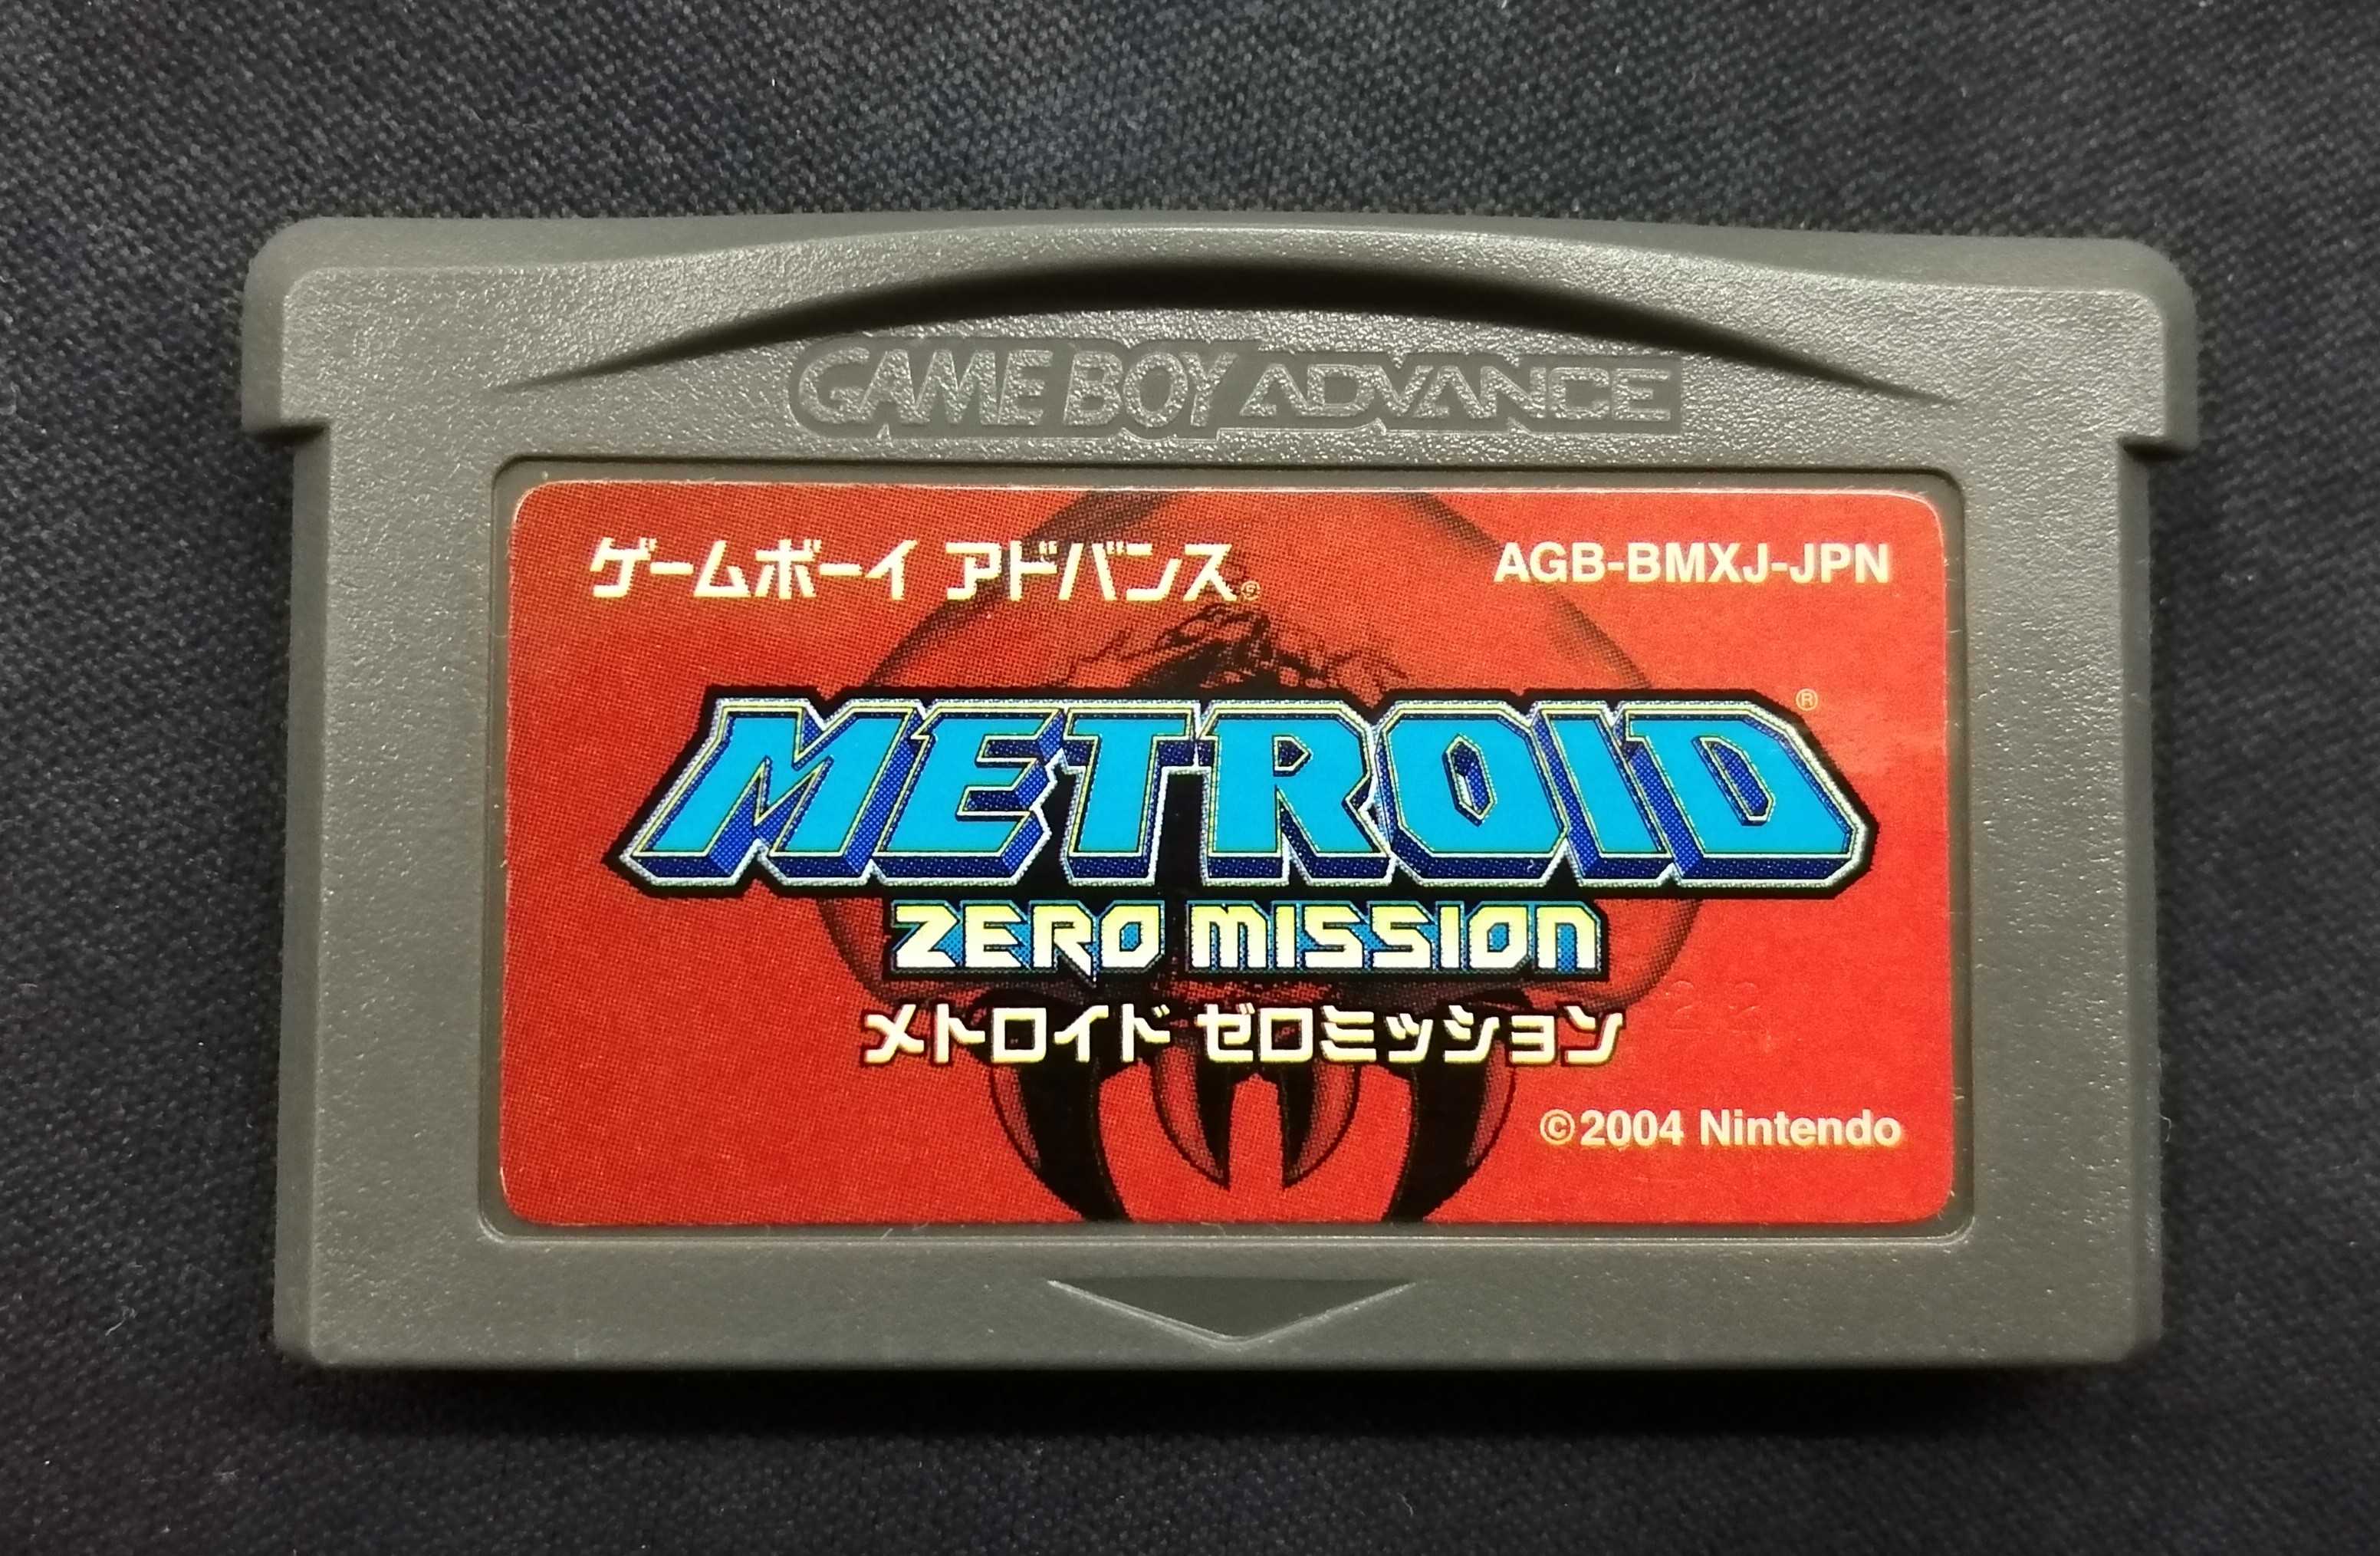 GAME BOY ADVANCE
ゲームボーイ アドバンス® AGB-BMXJ-JPN
METROID®
ZERO MISSION
メトロイド ゼロミッション
22
©2004 Nintendo